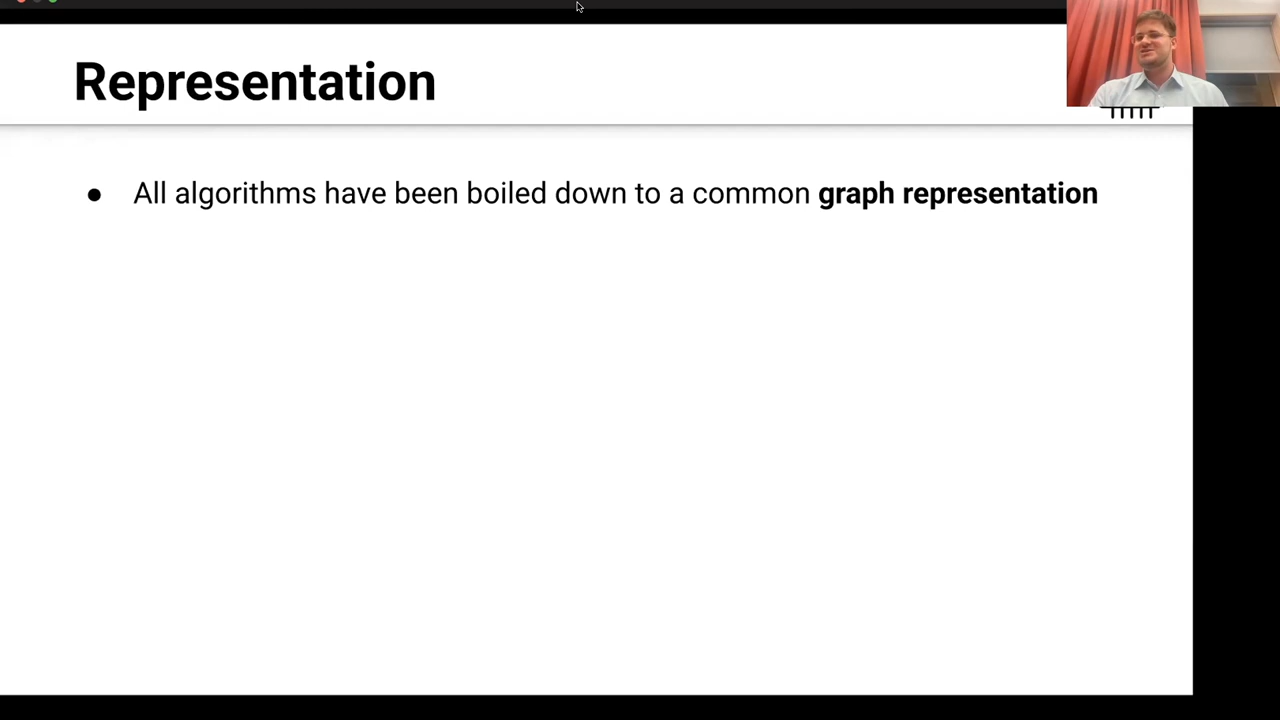 Representation
● All algorithms have been boiled down to a common graph representation